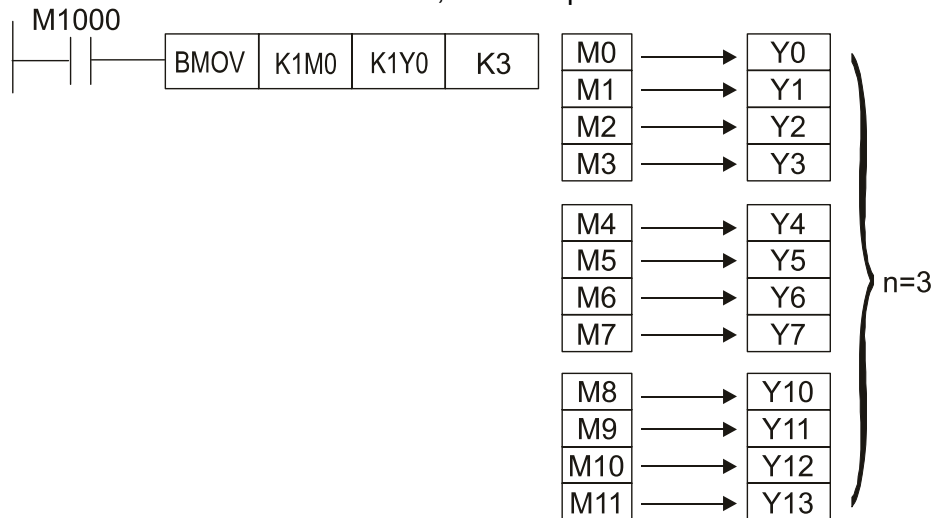 M1000
BMOV K1M0 K1Y0 K3
M0 Y0
M1 Y1
M2 Y2
M3 Y3
M4 Y4
M5 Y5
M6 Y6
M7 Y7
n=3
M8 Y10
M9 Y11
M10 Y12
M11 Y13